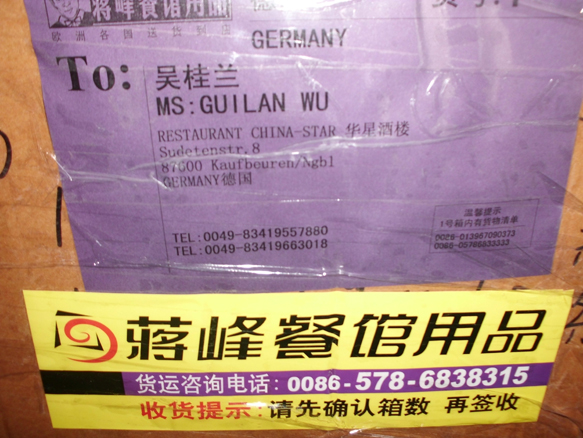 蒋峰餐馆用品
欧洲各国运货到庄
GERMANY
To:
吴桂兰
MS:GUILAN WU
RESTAURANT CHINA-STAR 华星酒楼
Sudetenstr.8
87600 Kaufbeuren/Ngbl
GERMANY德国
TEL:0049-83419557880
TEL:0049-83419663018
温馨提示
1号箱内有货物清单
蒋峰餐馆用品
货运咨询电话: 0086-578-6838315
收货提示:请先确认箱数 再签收